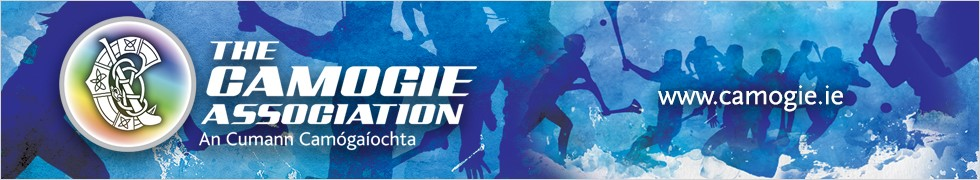 THE
CAMOGIE
ASSOCIATION
An Cumann Camógaíochta
www.camogie.ie